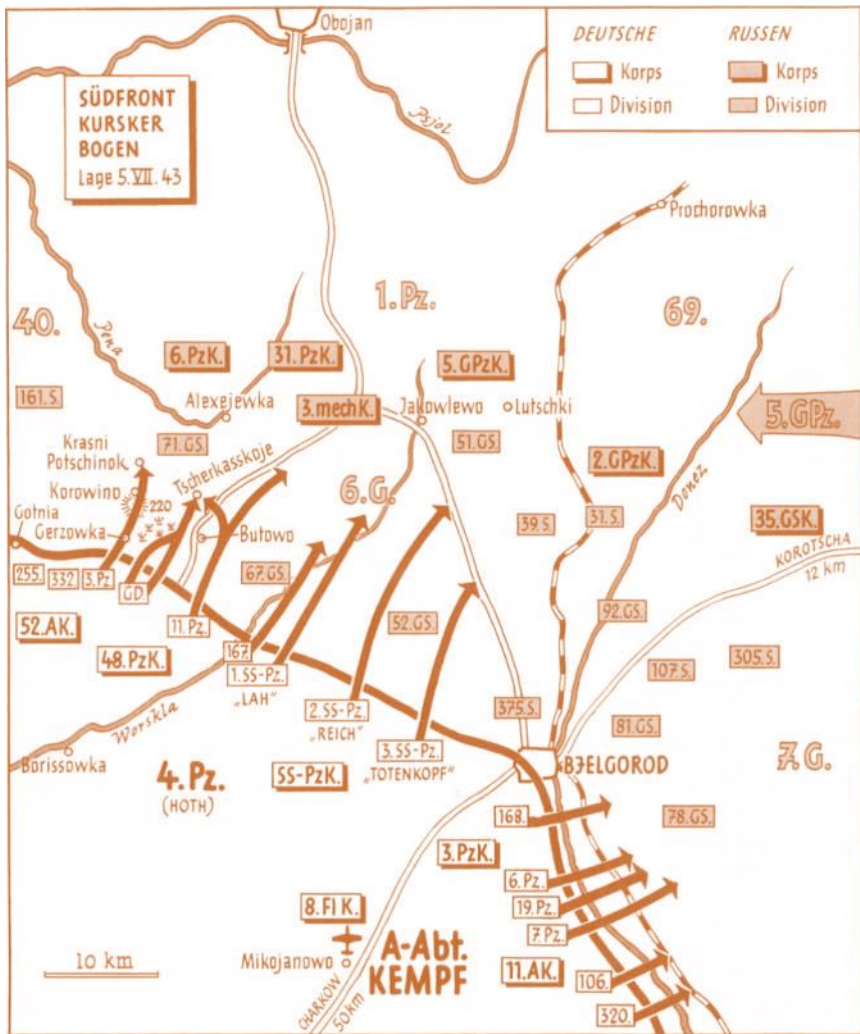 Obojan
DEUTSCHE
RUSSEN
Korps
Korps
Division
Division
SÜDFRONT
KURSKER
BOGEN
Lage 5.VII.43
Psjol
Prochorowka
1.Pz.
69.
40.
Pena
6.PzK.
31.PzK.
5.GPzK.
161.S.
Alexejewka
3.mechK.
Jakowlewo
Lutschki
5.GPz.
71.GS.
51.GS.
Krasni
Potschinok
Tscherkasskoje
2.GPzK.
Donez
Korowino
220
6.G.
Gotnia
Gerzowka
Butowo
39.S.
31.S.
35.GSK.
KOROTSCHA
12 km
255.
332
3.Pz.
GD.
67.GS.
11.Pz.
52.GS.
92.GS.
52.AK.
48.PzK.
167.
1.SS-Pz.
„LAH”
107.S.
305.S.
2.SS-Pz.
„REICH”
375.S.
81.GS.
Worskla
3.SS-Pz.
„TOTENKOPF”
Borissowka
4.Pz.
(HOTH)
SS-PzK.
BJELGOROD
7.G.
168.
78.GS.
3.PzK.
6.Pz.
19.Pz.
7.Pz.
8.Fl K.
Mikojanowo
A-Abt.
KEMPF
11.AK.
10 km
CHARKOW
50km
106.
320.